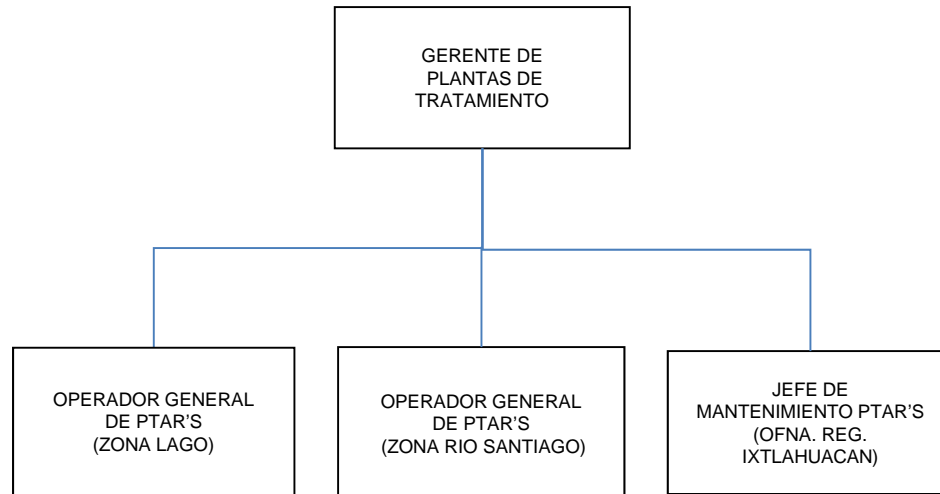 GERENTE DE
PLANTAS DE
TRATAMIENTO
OPERADOR GENERAL
DE PTAR'S
(ZONA LAGO)
OPERADOR GENERAL
DE PTAR'S
(ZONA RIO SANTIAGO)
JEFE DE
MANTENIMIENTO PTAR'S
(OFNA. REG.
IXTLAHUACAN)